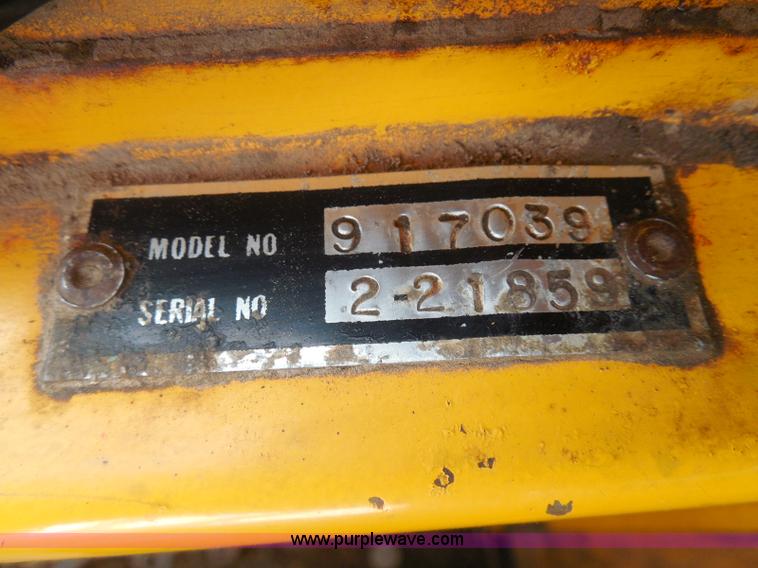 MODEL NO 917039
SERIAL NO 2-21859
www.purplewave.com